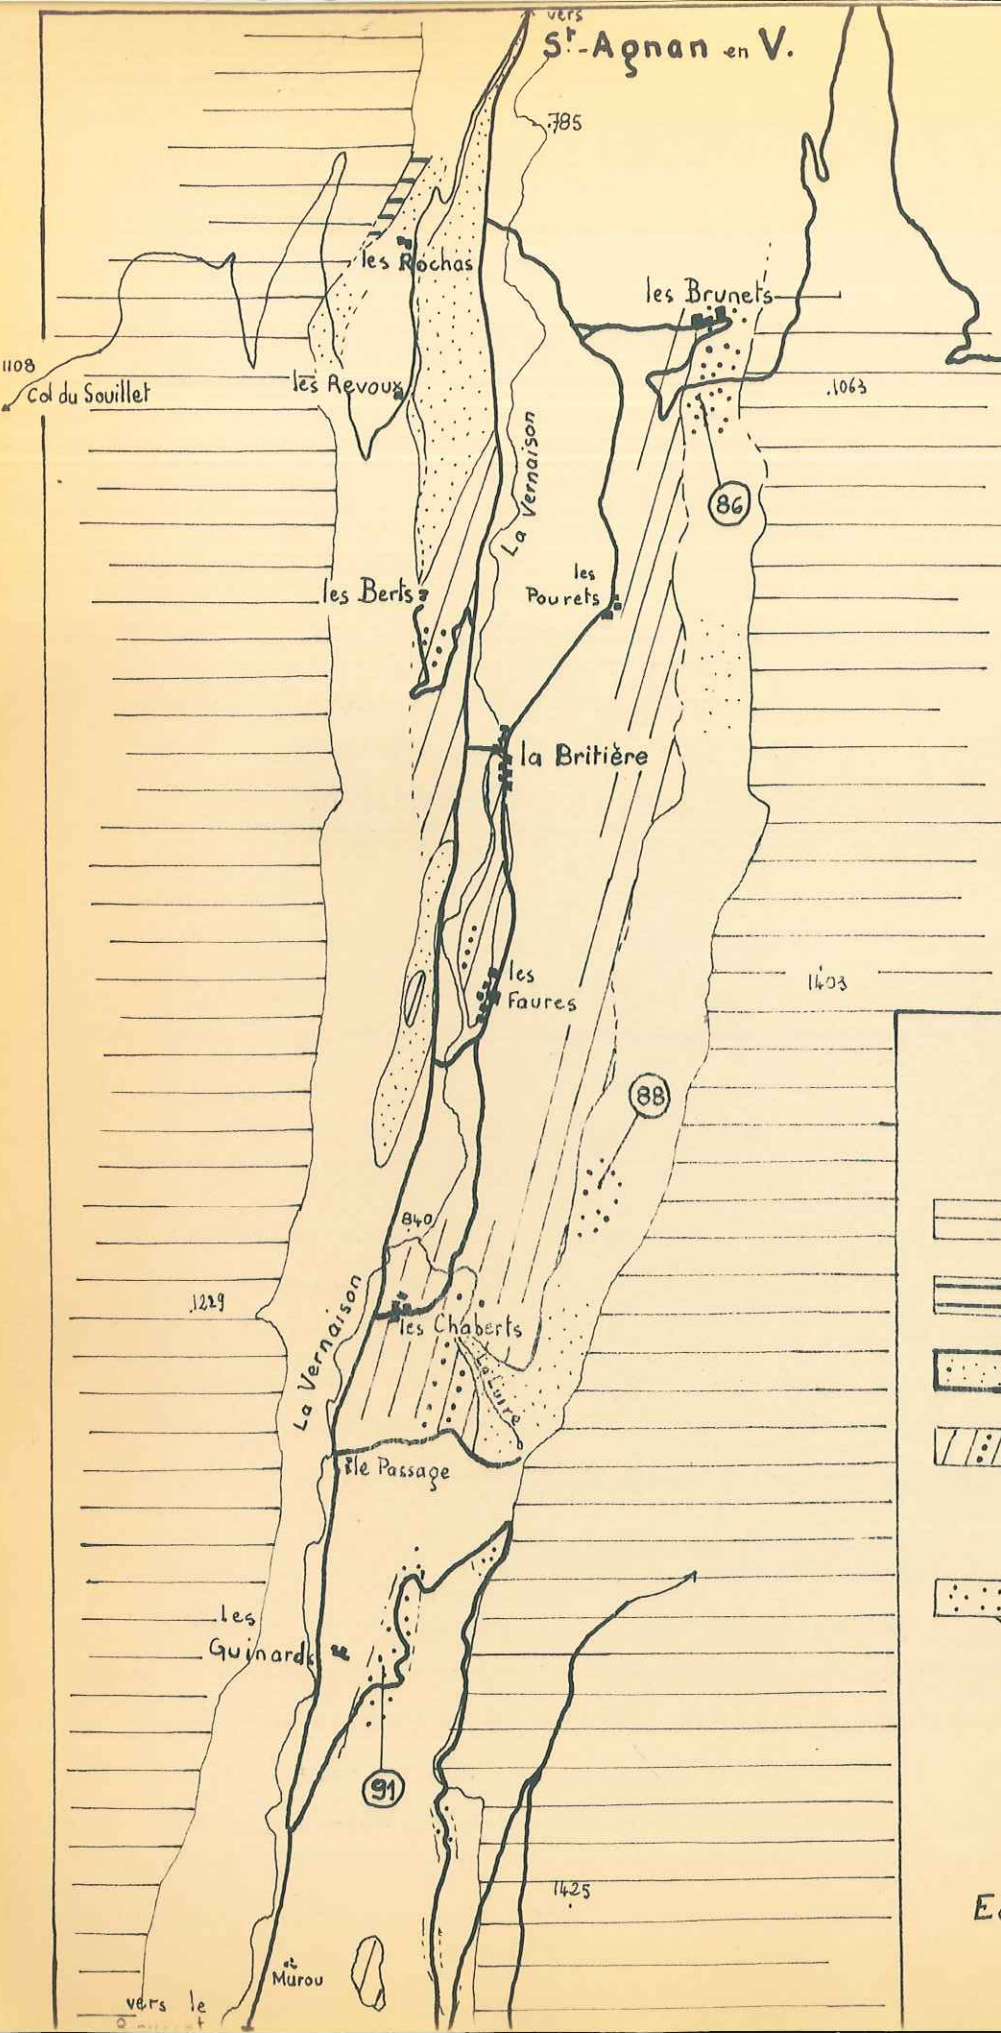 vers
St-Agnan en V.
.785
les Rochas
les Brunets
1108
Col du Souillet
les Revoux
.1063
La Vernaison
86
les Berts
les
Pourets
la Britière
les
Faures
1403
88
840
.1229
La Vernaison
les Chaberts
La Luire
le Passage
les
Guinards
91
1425
Murou
vers le